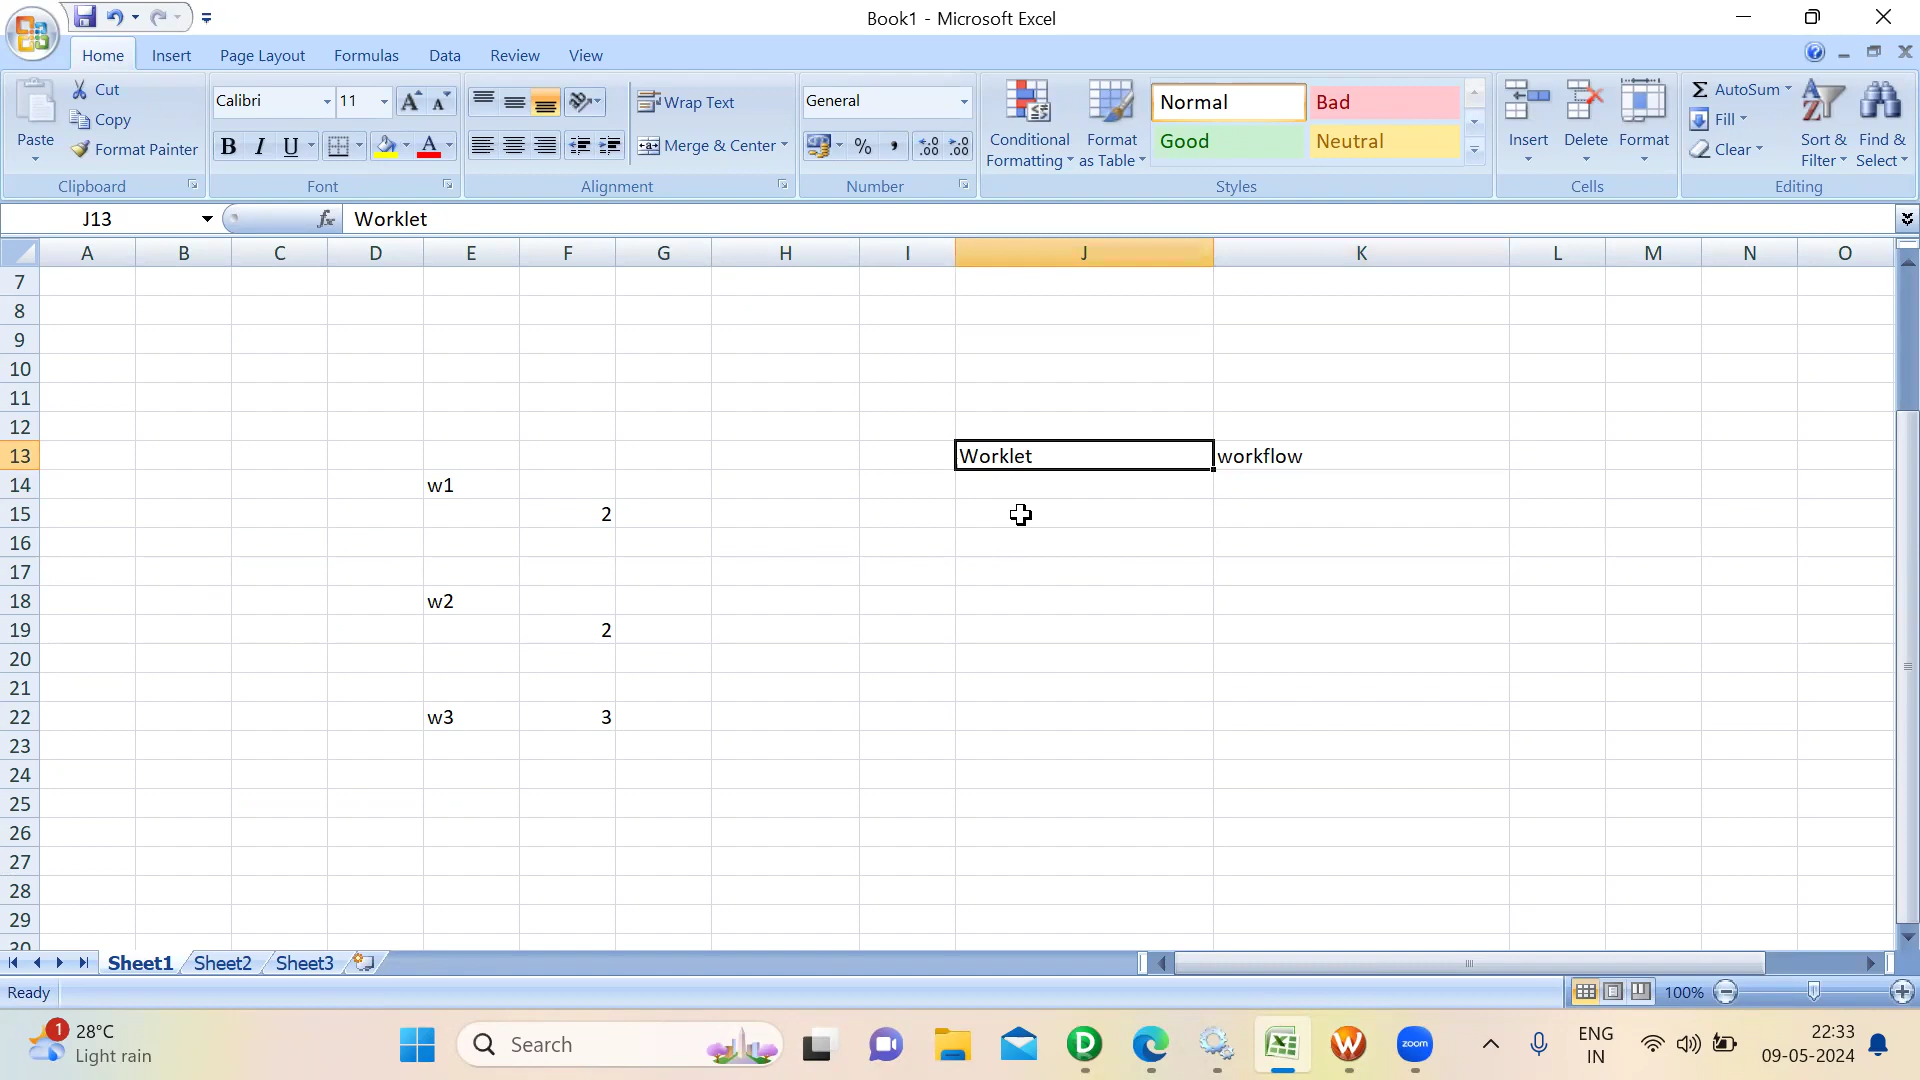 Book1 - Microsoft Excel
Home Insert Page Layout Formulas Data Review View
Paste
Cut
Copy
Format Painter
Clipboard
Calibri 11
B I U
Font
Wrap Text
Merge & Center
Alignment
General
%
Number
Conditional Formatting
Format as Table
Normal Bad
Good Neutral
Styles
Insert Delete Format
Cells
AutoSum
Fill
Clear
Sort & Filter
Find & Select
Editing
J13 fx Worklet
A B C D E F G H I J K L M N O
7
8
9
10
11
12
13 Worklet workflow
14 w1
15 2
16
17
18 w2
19 2
20
21
22 w3 3
23
24
25
26
27
28
29
30
Sheet1 Sheet2 Sheet3
Ready 100%
1 28°C
Light rain
Search
zoom
ENG
IN
22:33
09-05-2024